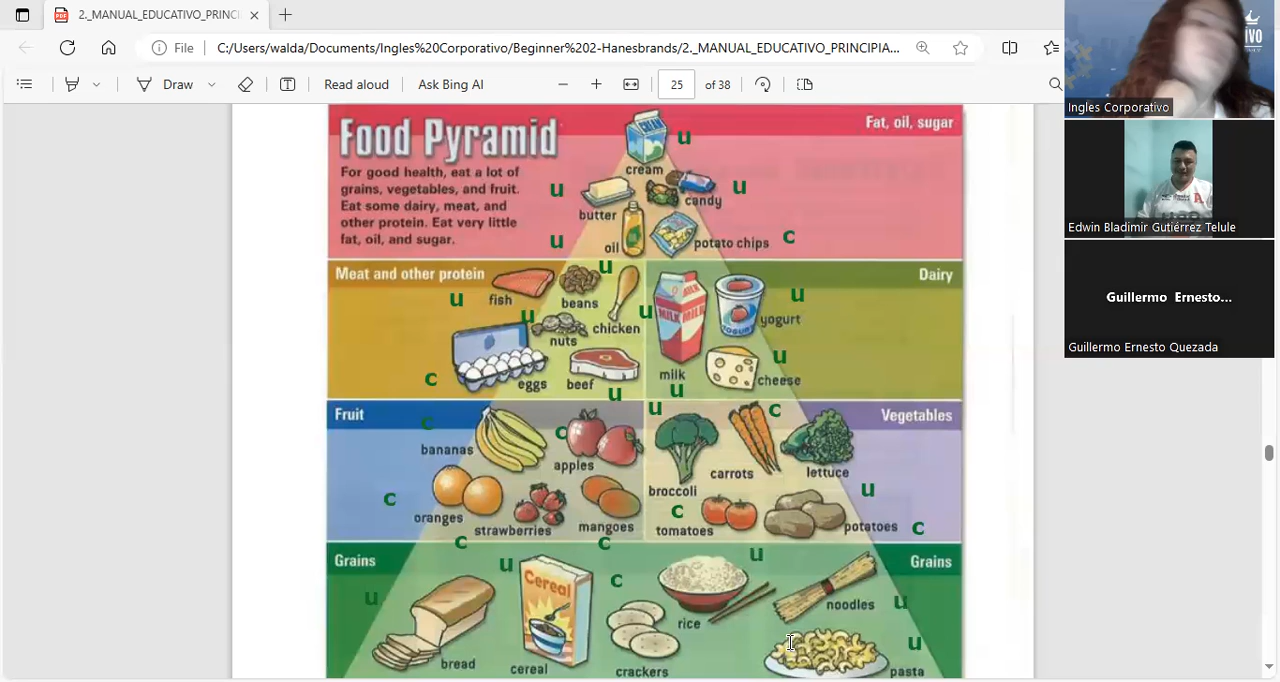 2._MANUAL_EDUCATIVO_PRINCI
File
C:/Users/walda/Documents/Ingles%20Corporativo/Beginner%202-Hanesbrands/2._MANUAL_EDUCATIVO_PRINCIPIA...
Draw
Read aloud
Ask Bing AI
25
of 38
Ingles Corporativo
Edwin Bladimir Gutiérrez Telule
Guillermo Ernesto...
Guillermo Ernesto Quezada
Food Pyramid
Fat, oil, sugar
For good health, eat a lot of
grains, vegetables, and fruit.
Eat some dairy, meat, and
other protein. Eat very little
fat, oil, and sugar.
cream
u
u
butter
candy
u
u
oil
potato chips
c
Meat and other protein
Dairy
u
u
fish
beans
u
nuts
chicken
u
c
eggs
beef
u
MILK
milk
u
YOGURT
yogurt
u
cheese
u
Fruit
Vegetables
c
bananas
c
apples
c
oranges
strawberries
c
mangoes
c
u
broccoli
carrots
c
lettuce
u
c
tomatoes
potatoes
c
Grains
Grains
u
bread
u
Cereal
cereal
c
crackers
rice
u
noodles
u
pasta
u